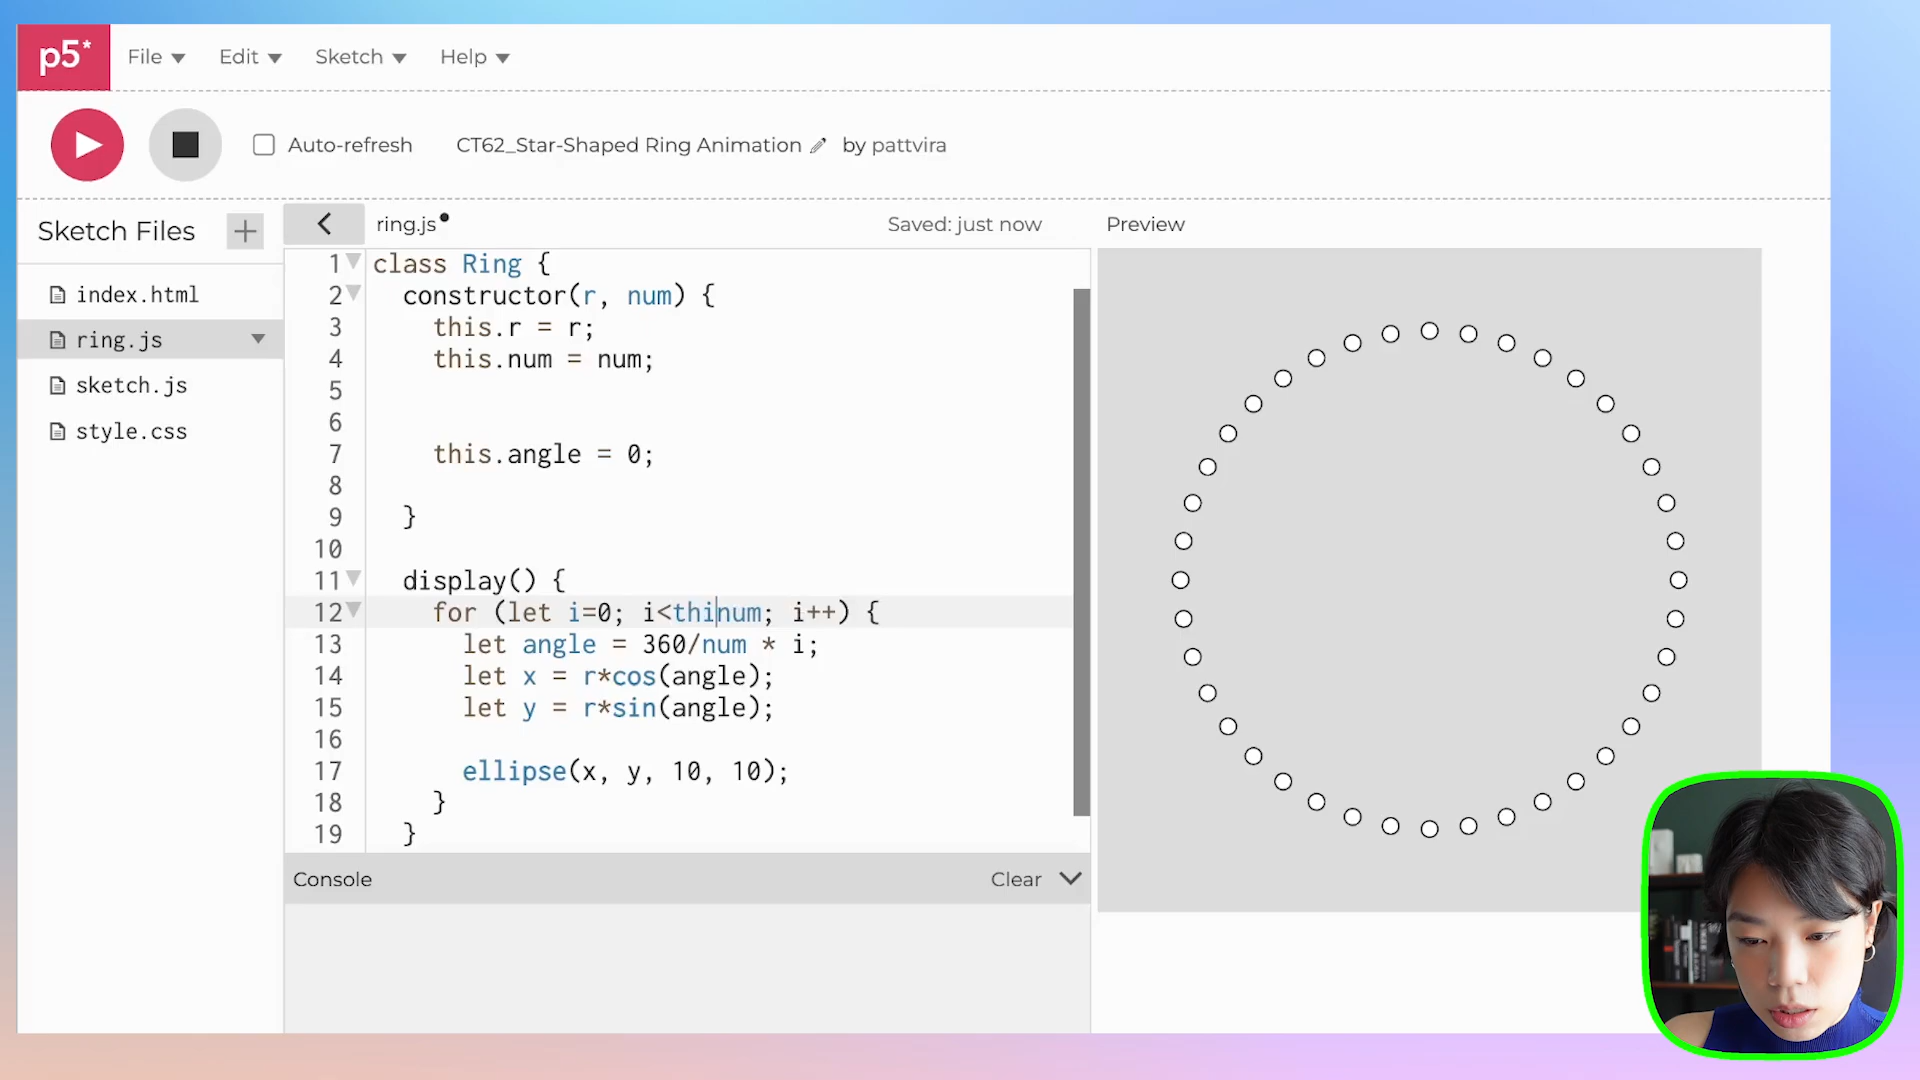 p5* File Edit Sketch Help
Auto-refresh CT62_Star-Shaped Ring Animation by pattvira
Sketch Files
ring.js
Saved: just now
Preview
index.html
ring.js
sketch.js
style.css
1 class Ring {
2 constructor(r, num) {
3 this.r = r;
4 this.num = num;
5
6
7 this.angle = 0;
8
9 }
10
11 display() {
12 for (let i=0; i<thinum; i++) {
13 let angle = 360/num * i;
14 let x = r*cos(angle);
15 let y = r*sin(angle);
16
17 ellipse(x, y, 10, 10);
18 }
19 }
Console Clear